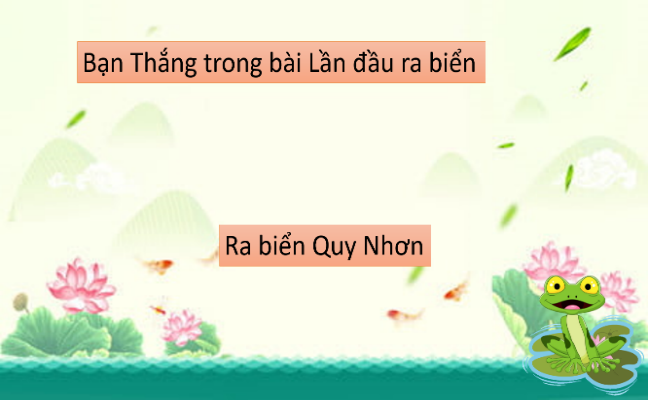 Bạn Thắng trong bài Lần đầu ra biển
Ra biển Quy Nhơn